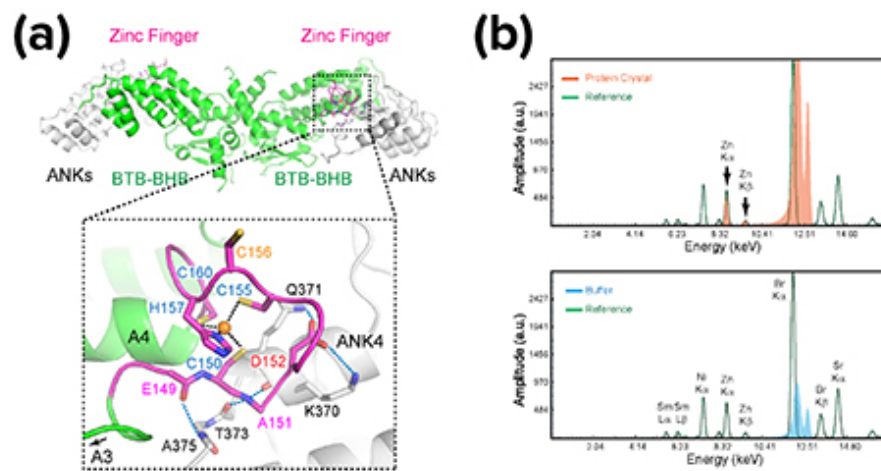 (a)
Zinc Finger
Zinc Finger
ANKs
BTB-BHB
BTB-BHB
ANKs
C156
C160
C155
Q371
H157
ANK4
A4
C150
D152
E149
K370
A151
T373
A375
A3
(b)
Protein Crystal
Reference
2427
1941
1456
970
484
Amplitude (a.u.)
Zn
Kα
Zn
Kβ
2.04 4.14 6.23 8.32 10.41 12.51 14.60
Energy (keV)
Buffer
Reference
Br
Kα
2427
1941
1456
970
484
Amplitude (a.u.)
Sm Sm
Lα Lβ
Ni
Kα
Zn
Kα
Zn
Kβ
Br
Kβ
Sr
Kα
2.04 4.14 6.23 8.32 10.41 12.51 14.60
Energy (keV)